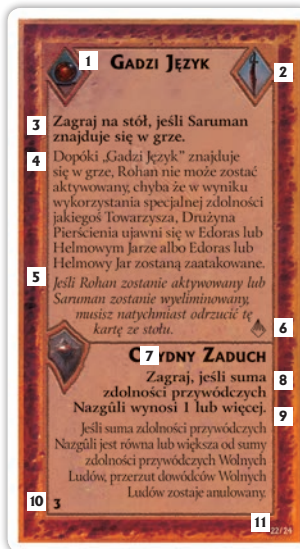 1 GADZI JĘZYK
2
3 Zagraj na stół, jeśli Saruman
znajduje się w grze.
4 Dopóki „Gadzi Język” znajduje
się w grze, Rohan nie może zostać
aktywowany, chyba że w wyniku
wykorzystania specjalnej zdolności
jakiegoś Towarzysza, Drużyna
Pierścienia ujawni się w Edoras lub
Helmowym Jarze albo Edoras lub
Helmowy Jar zostaną zaatakowane.
5 Jeśli Rohan zostanie aktywowany lub
Saruman zostanie wyeliminowany,
musisz natychmiast odrzucić tę
kartę ze stołu. 6
7 ZADUCH
Zagraj, jeśli suma 8
zdolności przywódczych
Nazgûli wynosi 1 lub więcej. 9
Jeśli suma zdolności przywódczych
Nazgûli jest równa lub większa od sumy
zdolności przywódczych Wolnych
Ludów, przerzut dowódców Wolnych
Ludów zostaje anulowany.
10 3
11 22/24